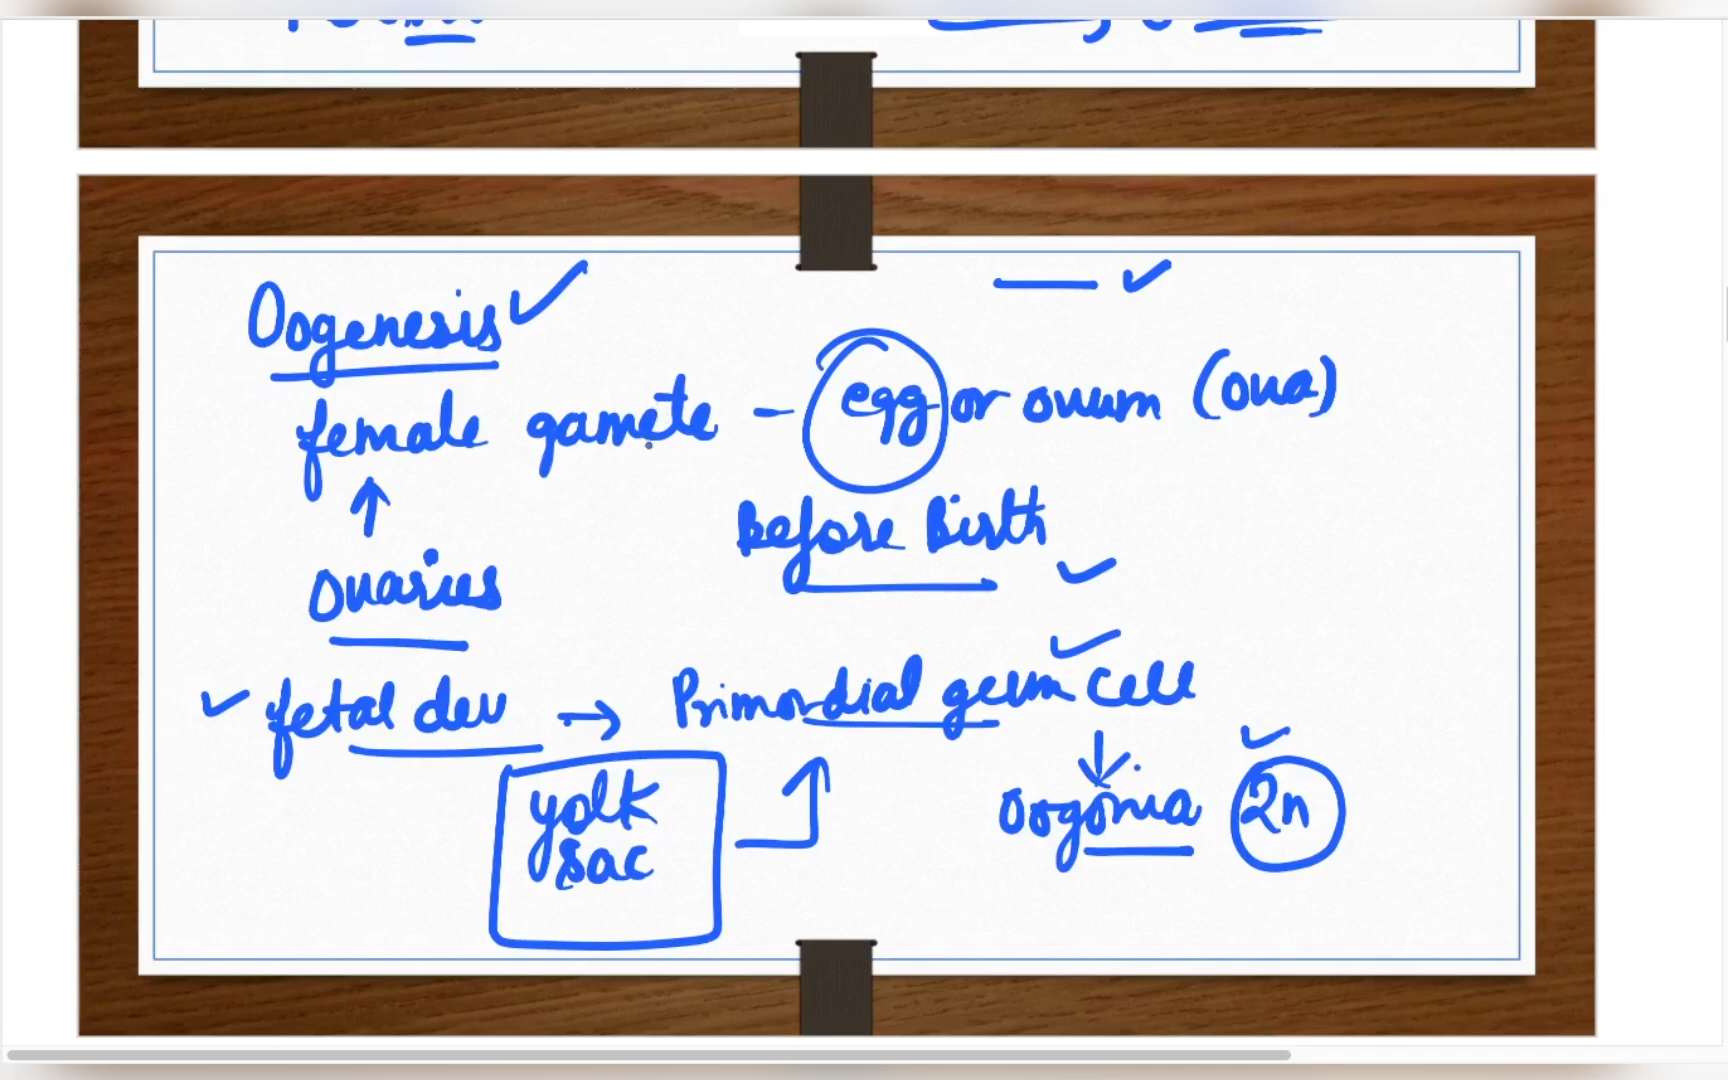 Oogenesis
female gamete - egg or ovum (ova)
Before Birth
ovaries
fetal dev → Primordial germ cell
yolk
sac
oogonia 2n